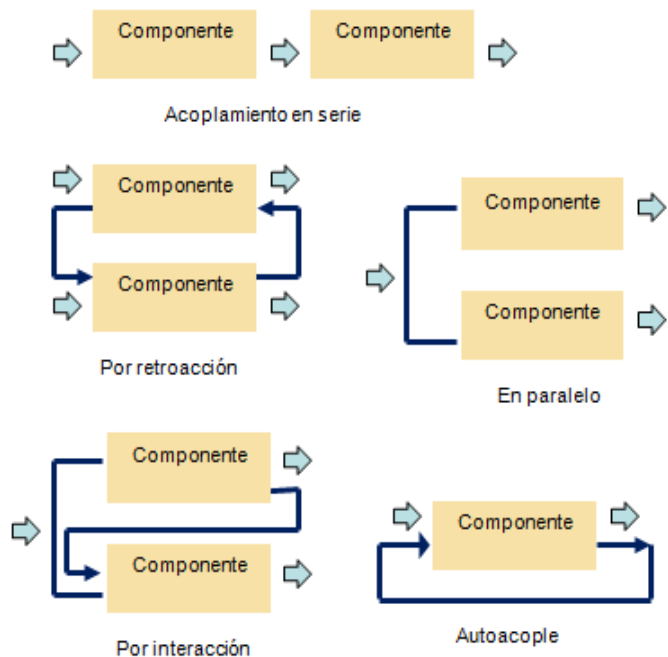 Componente
Componente
Acoplamiento en serie
Componente
Componente
Por retroacción
Componente
Componente
En paralelo
Componente
Componente
Por interacción
Componente
Autoacople